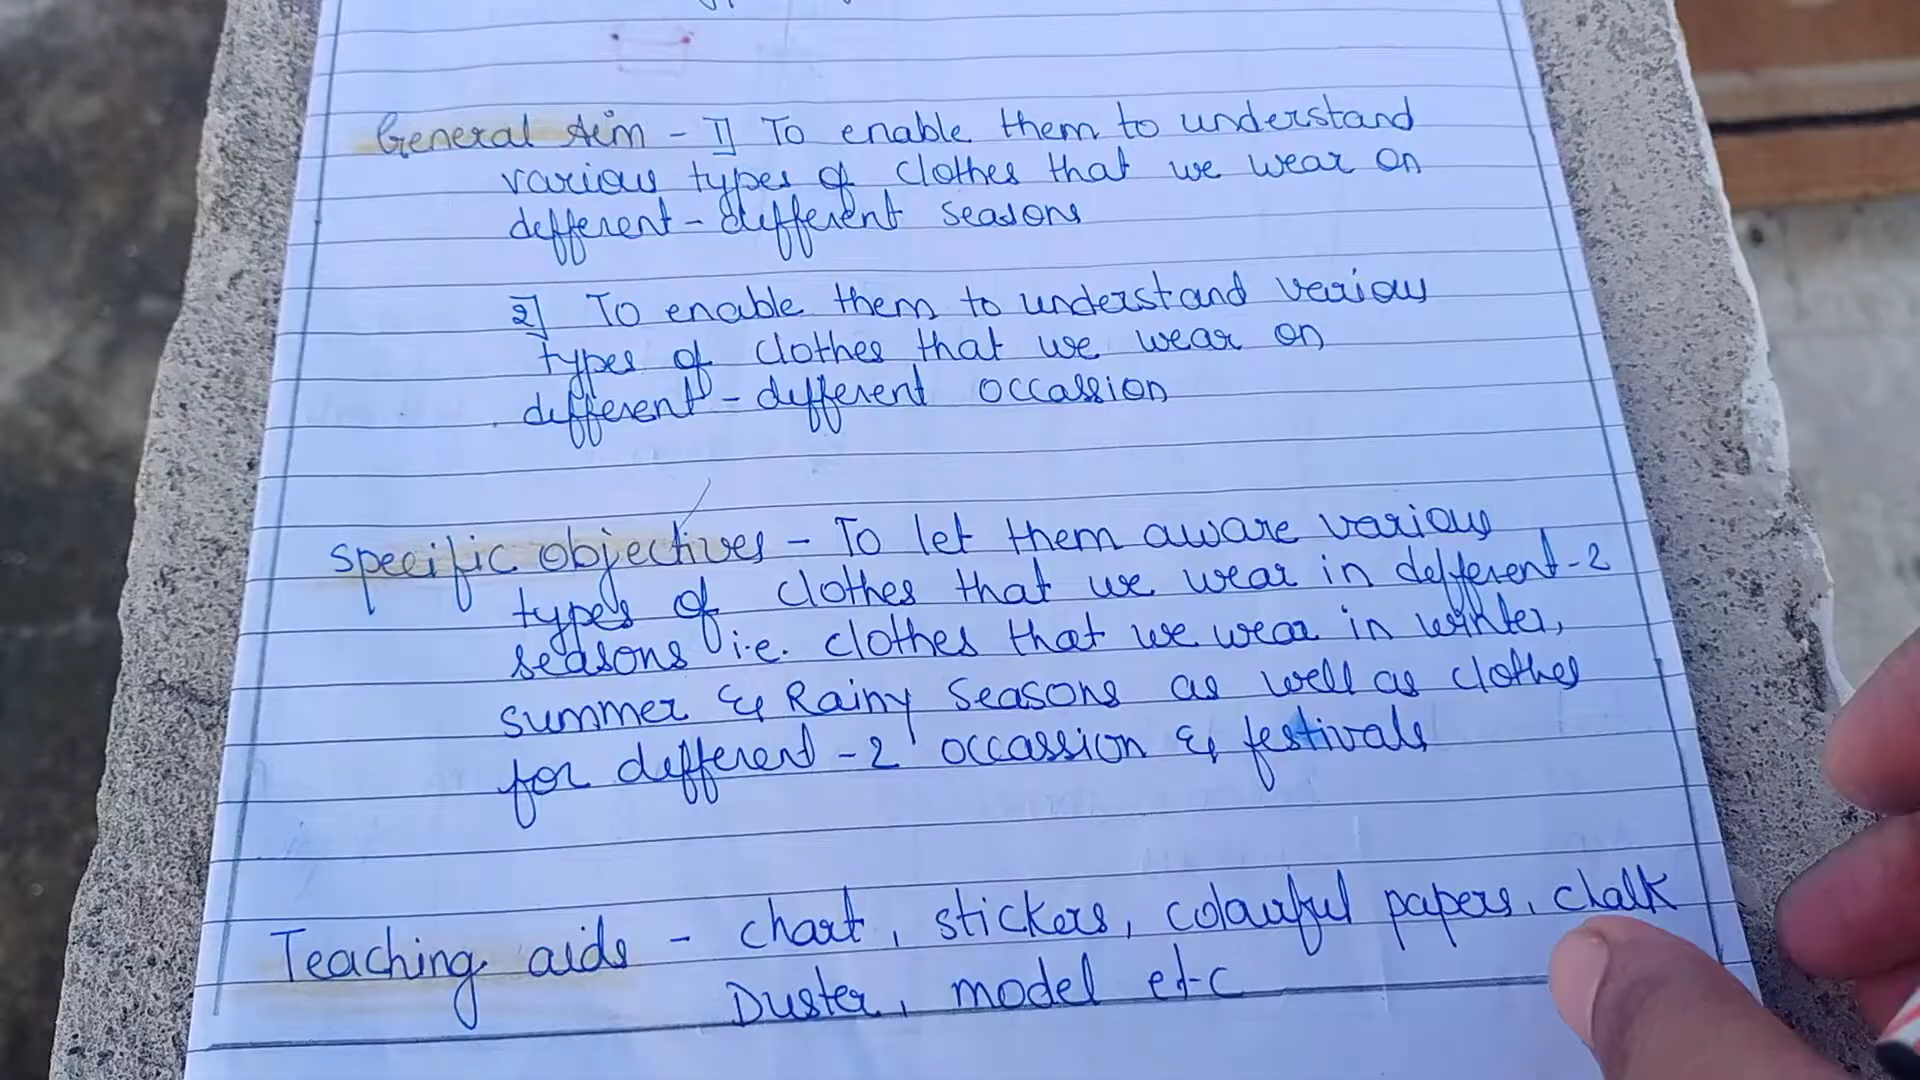 General Aim - 1] To enable them to understand
various types of clothes that we wear on
defferent - different seasons
2] To enable them to understand various
types of clothes that we wear on
different - different occassion
specific objectives - To let them aware various
types of clothes that we wear in defferent-2
seasons i.e. clothes that we wear in winter,
summer & Rainy seasons as well as clothes
for different -2 occassion & festivals
Teaching aids - chart, stickers, colourful papers, chalk
Duster, model etc